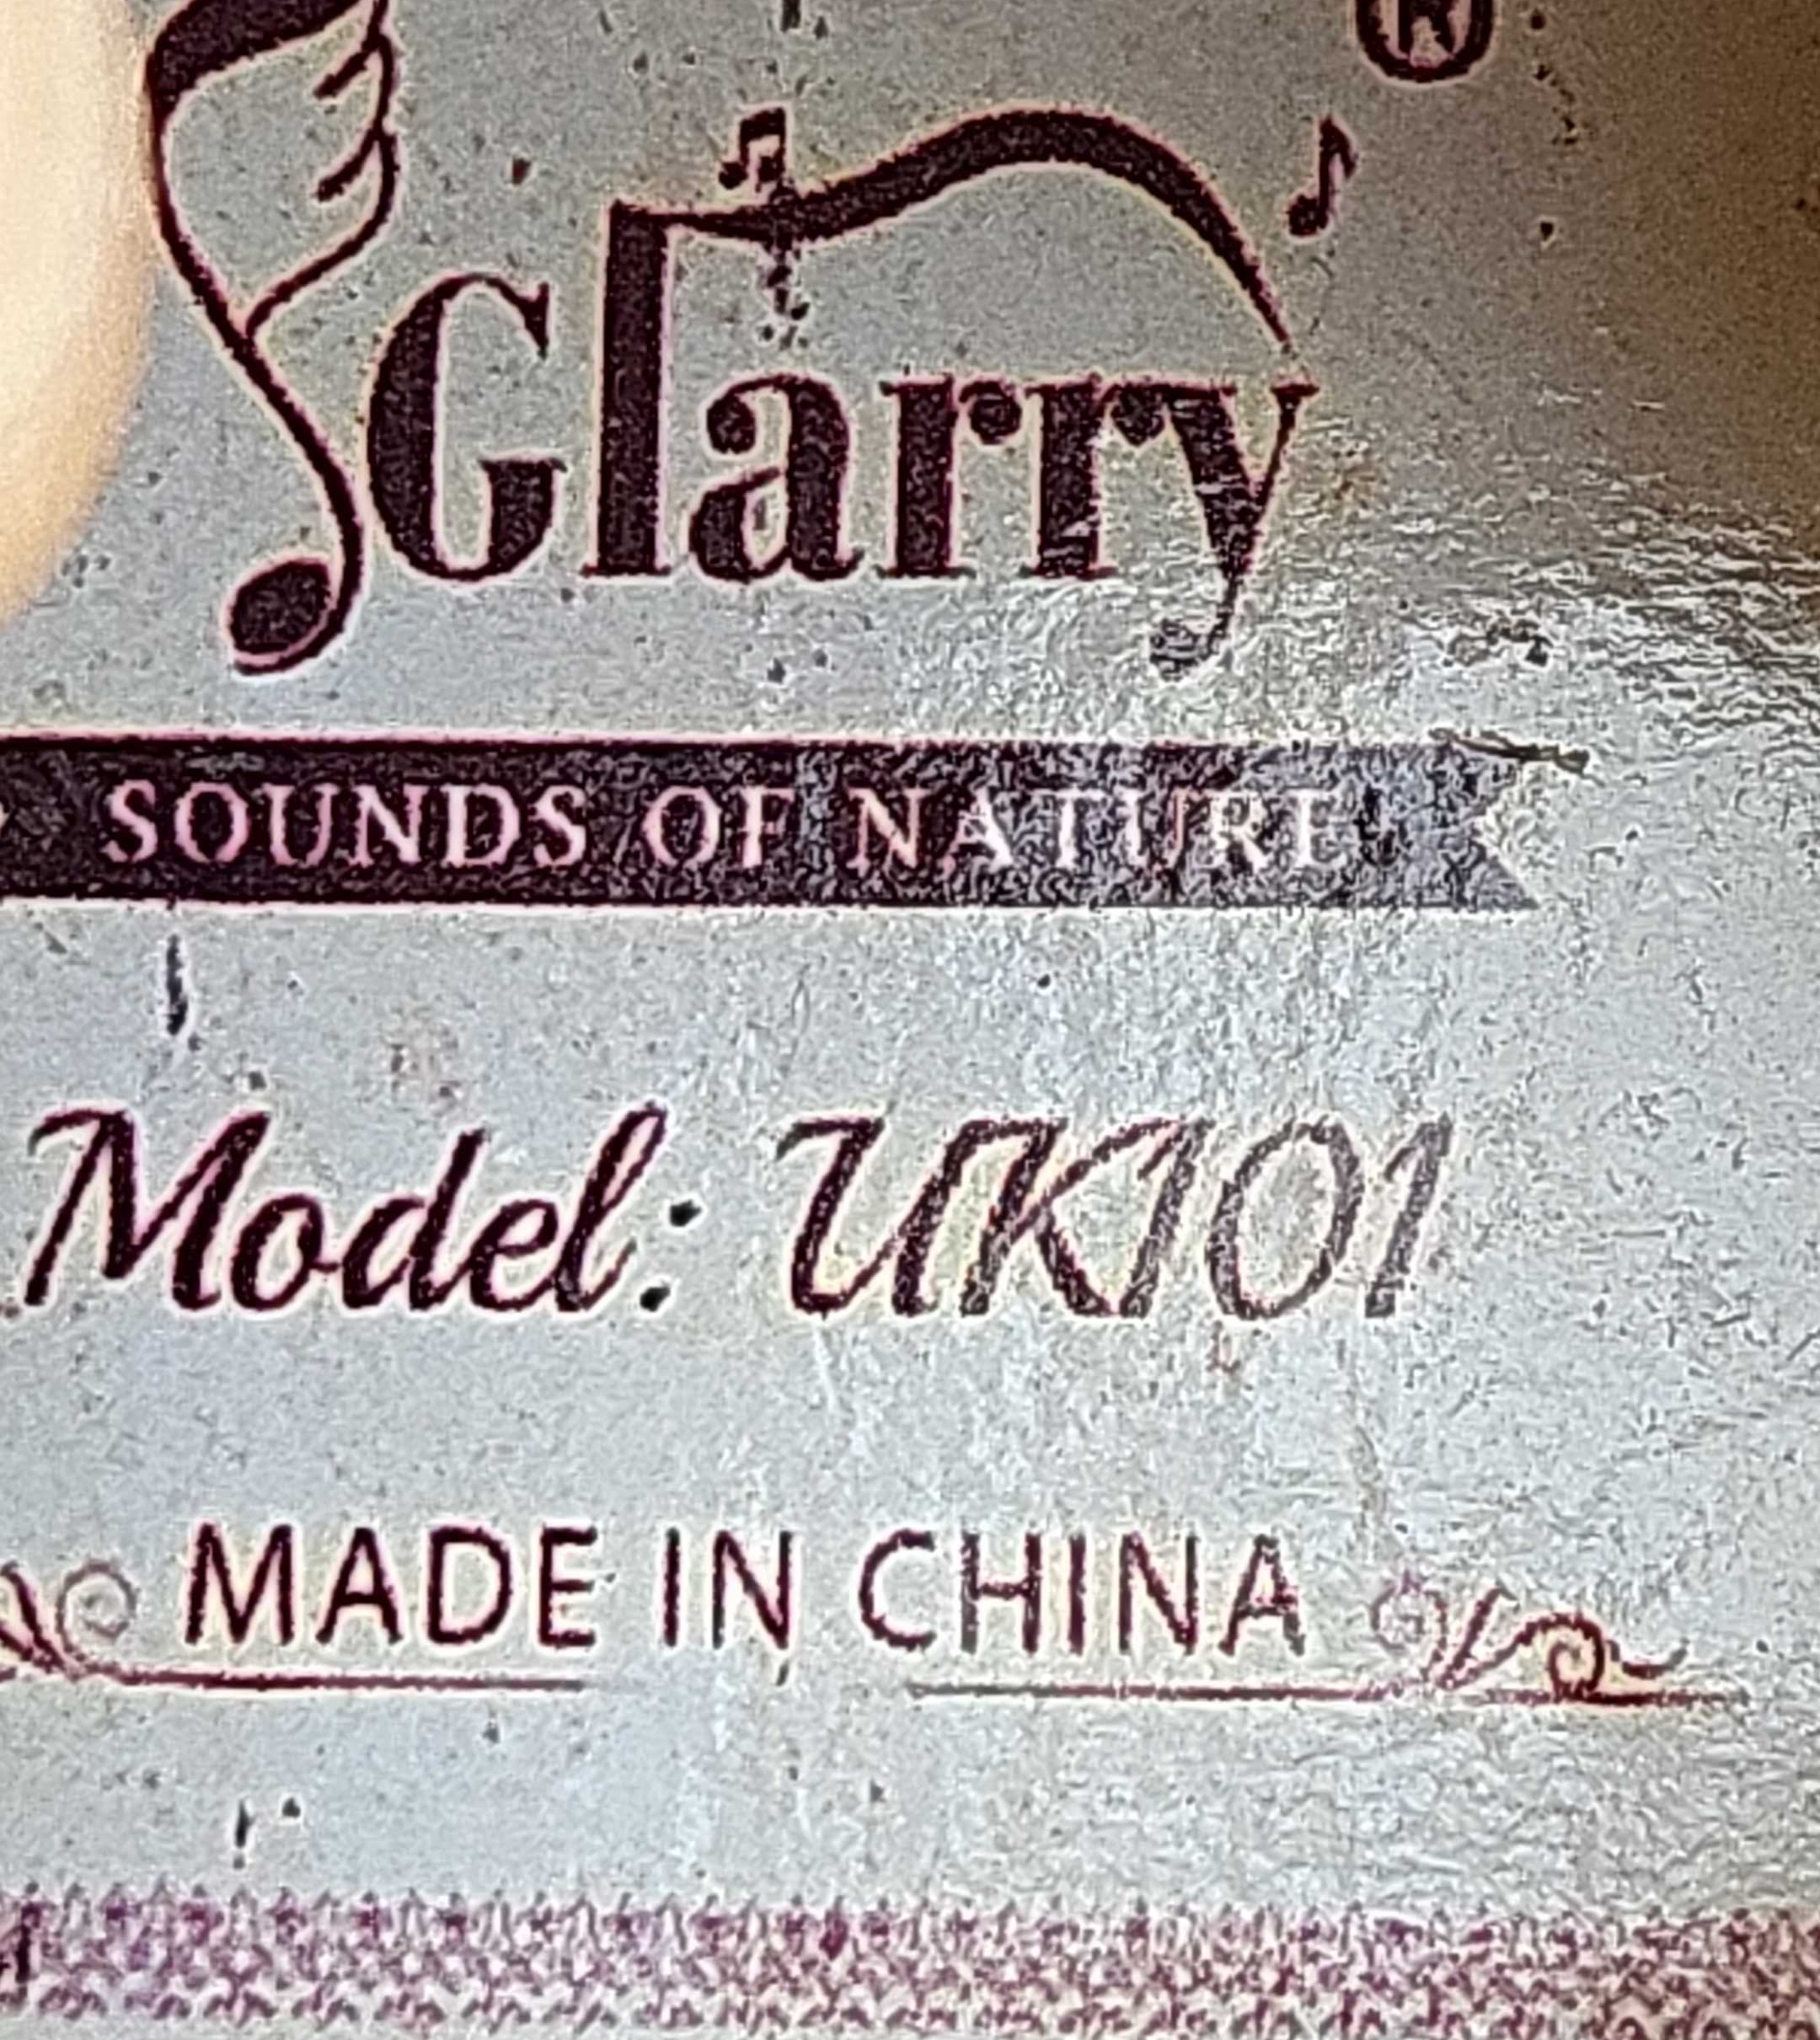 ®
Glarry
SOUNDS OF NATURE
Model: UK101
MADE IN CHINA